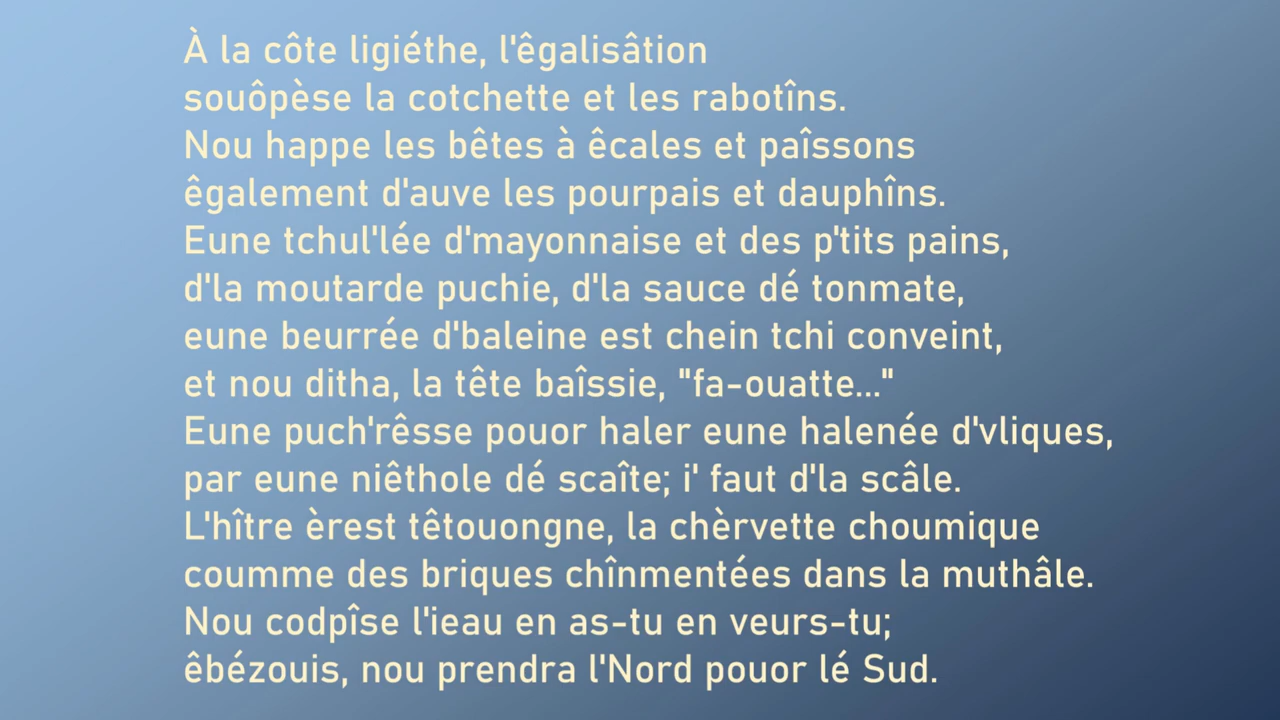 À la côte ligiéthe, l'êgalisâtion
souôpèse la cotchette et les rabotîns.
Nou happe les bêtes à êcales et paîssons
êgalement d'auve les pourpais et dauphîns.
Eune tchul'lée d'mayonnaise et des p'tits pains,
d'la moutarde puchie, d'la sauce dé tonmate,
eune beurrée d'baleine est chein tchi conveint,
et nou ditha, la tête baîssie, "fa-ouatte..."
Eune puch'rêsse pouor haler eune halenée d'vliques,
par eune niêthole dé scaîte; i' faut d'la scâle.
L'hître èrest têtouongne, la chèrvette choumique
coumme des briques chînmentées dans la muthâle.
Nou codpîse l'ieau en as-tu en veurs-tu;
êbézouis, nou prendra l'Nord pouor lé Sud.